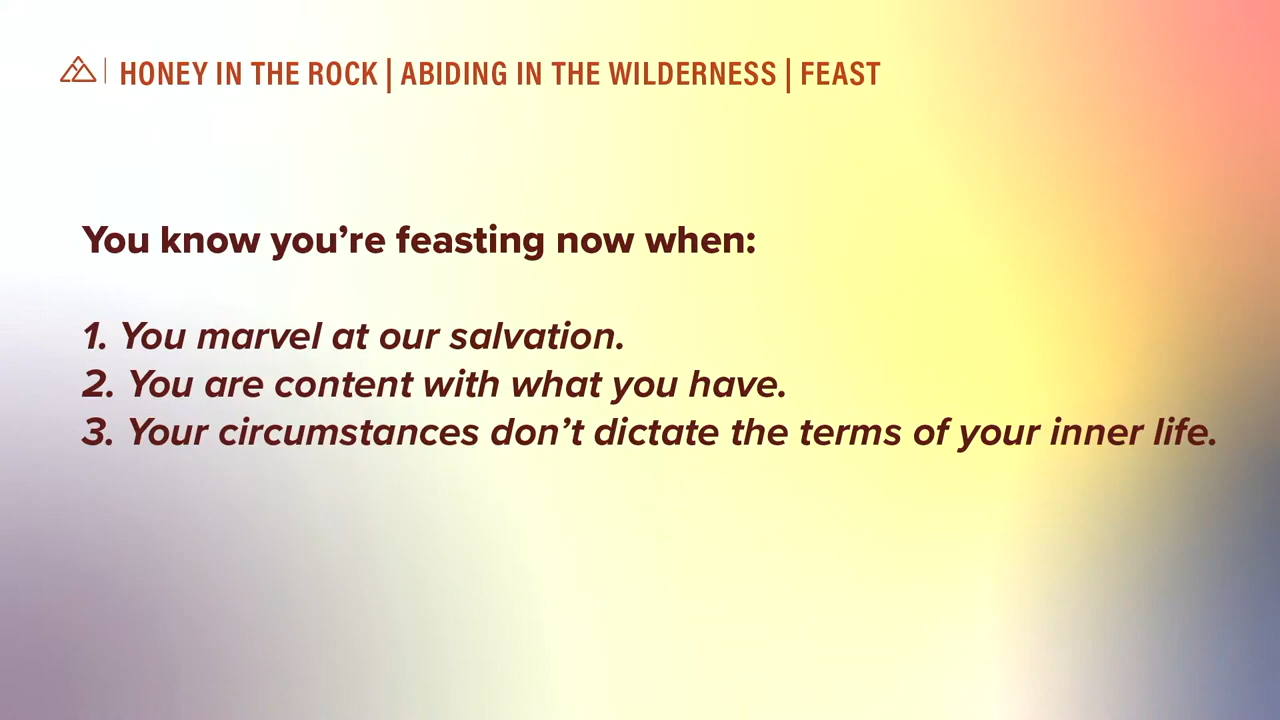 HONEY IN THE ROCK | ABIDING IN THE WILDERNESS | FEAST
You know you’re feasting now when:
1. You marvel at our salvation.
2. You are content with what you have.
3. Your circumstances don’t dictate the terms of your inner life.